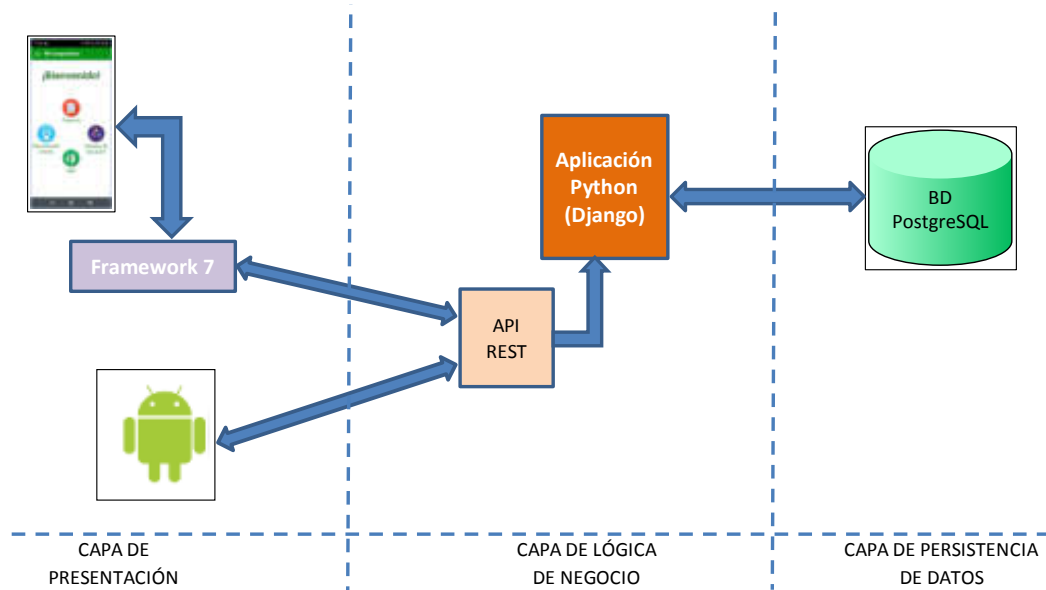 ¡Bienvenido!
Framework 7
API
REST
Aplicación
Python
(Django)
BD
PostgreSQL
CAPA DE
PRESENTACIÓN
CAPA DE LÓGICA
DE NEGOCIO
CAPA DE PERSISTENCIA
DE DATOS